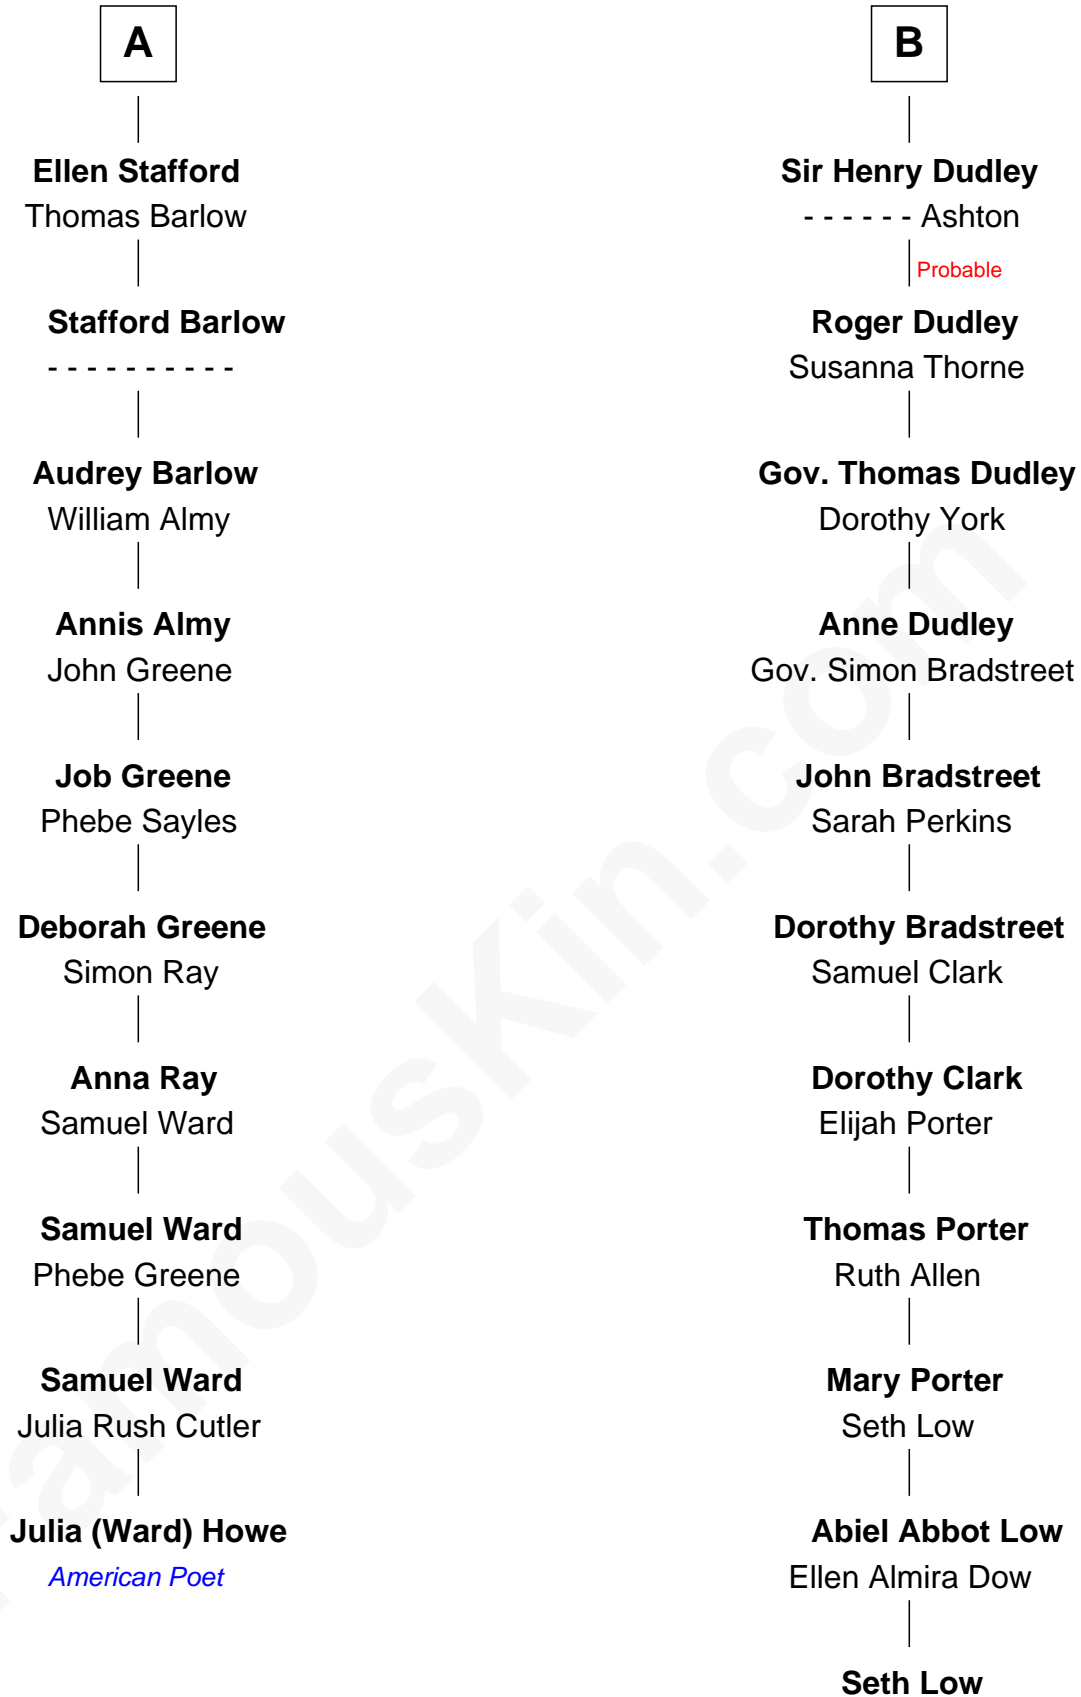 A
Ellen Stafford
Thomas Barlow
Stafford Barlow
- - - - - - - - - -
Audrey Barlow
William Almy
Annis Almy
John Greene
Job Greene
Phebe Sayles
Deborah Greene
Simon Ray
Anna Ray
Samuel Ward
Samuel Ward
Phebe Greene
Samuel Ward
Julia Rush Cutler
Julia (Ward) Howe
American Poet
B
Sir Henry Dudley
- - - - - - Ashton
Probable
Roger Dudley
Susanna Thorne
Gov. Thomas Dudley
Dorothy York
Anne Dudley
Gov. Simon Bradstreet
John Bradstreet
Sarah Perkins
Dorothy Bradstreet
Samuel Clark
Dorothy Clark
Elijah Porter
Thomas Porter
Ruth Allen
Mary Porter
Seth Low
Abiel Abbot Low
Ellen Almira Dow
Seth Low
FamousKin.com